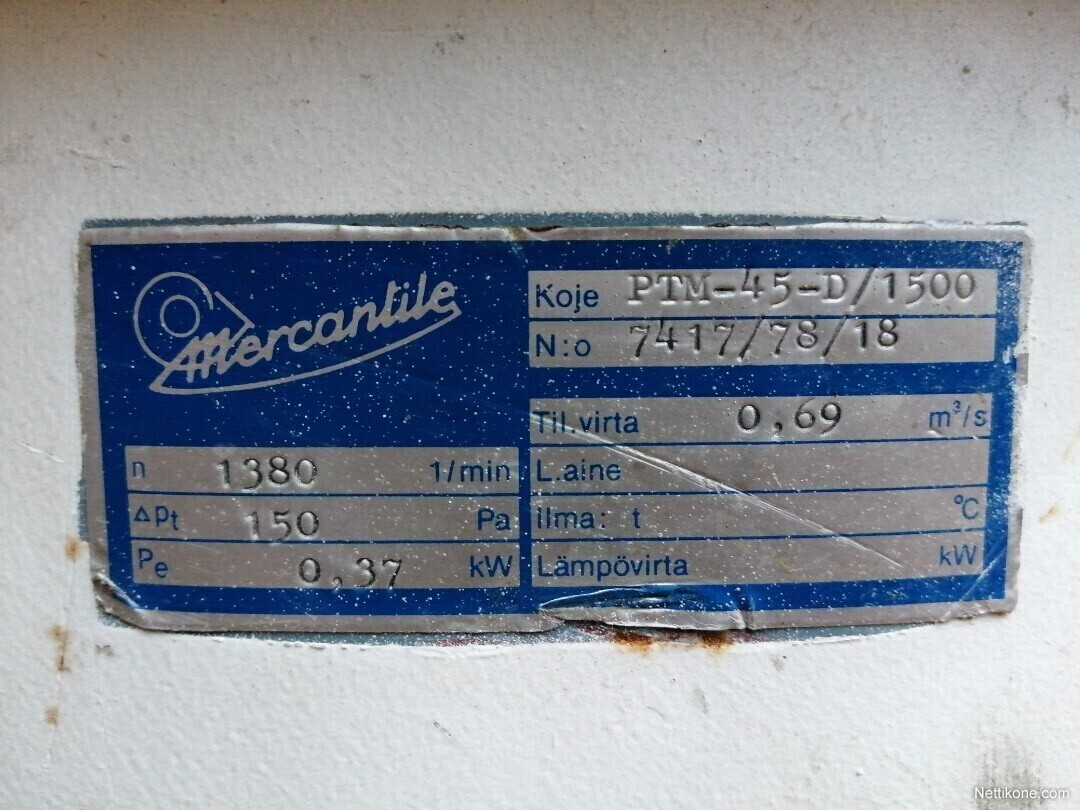 Mercantile
Koje PTM-45-D/1500
N:o 7417/78/18
Til.virta 0,69 m³/s
n 1380 1/min
L.aine
Δpt 150 Pa
Ilma: t °C
Pe 0,37 kW
Lämpövirta kW
Nettikone.com